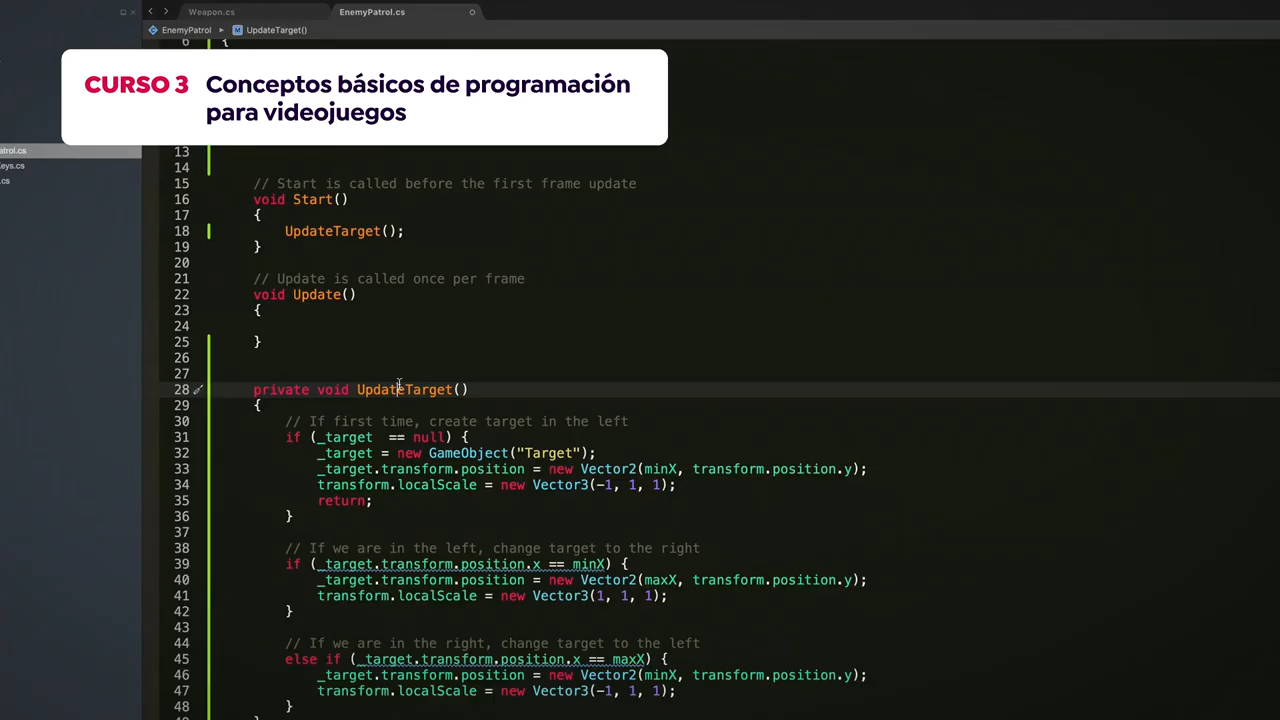 Weapon.cs
EnemyPatrol.cs
EnemyPatrol
UpdateTarget()
6 {
CURSO 3 Conceptos básicos de programación
para videojuegos
atrol.cs
eys.cs
.cs
13
14
15 // Start is called before the first frame update
16 void Start()
17 {
18 UpdateTarget();
19 }
20
21 // Update is called once per frame
22 void Update()
23 {
24
25 }
26
27
28 private void UpdateTarget()
29 {
30 // If first time, create target in the left
31 if (_target  == null) {
32 _target = new GameObject("Target");
33 _target.transform.position = new Vector2(minX, transform.position.y);
34 transform.localScale = new Vector3(-1, 1, 1);
35 return;
36 }
37
38 // If we are in the left, change target to the right
39 if (_target.transform.position.x == minX) {
40 _target.transform.position = new Vector2(maxX, transform.position.y);
41 transform.localScale = new Vector3(1, 1, 1);
42 }
43
44 // If we are in the right, change target to the left
45 else if (_target.transform.position.x == maxX) {
46 _target.transform.position = new Vector2(minX, transform.position.y);
47 transform.localScale = new Vector3(-1, 1, 1);
48 }